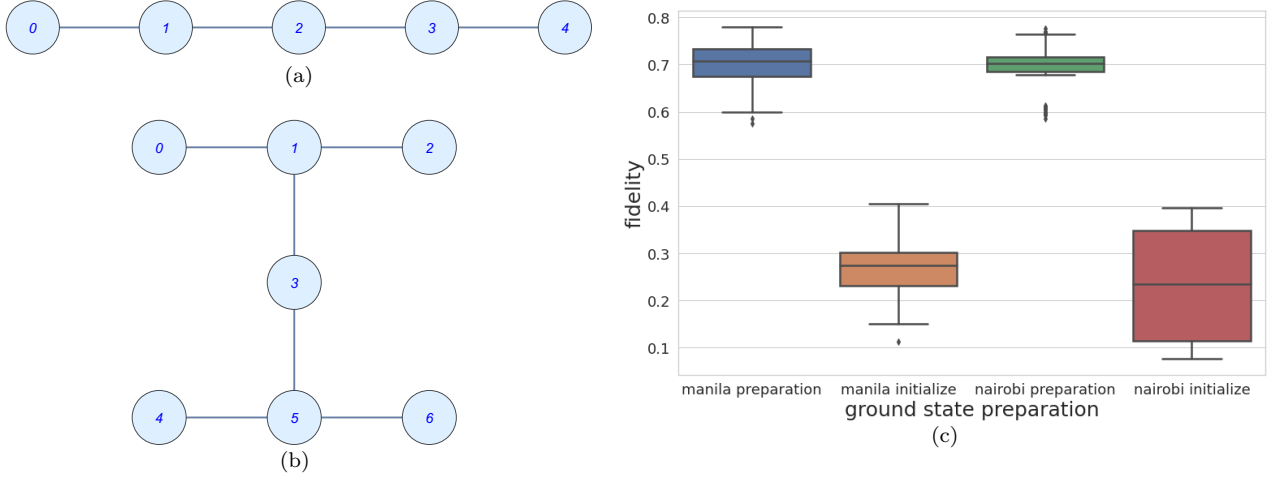 0 1 2 3 4
(a)
0 1 2
3
4 5 6
(b)
0.8
0.7
0.6
0.5
0.4
0.3
0.2
0.1
fidelity
manila preparation manila initialize nairobi preparation nairobi initialize
ground state preparation
(c)